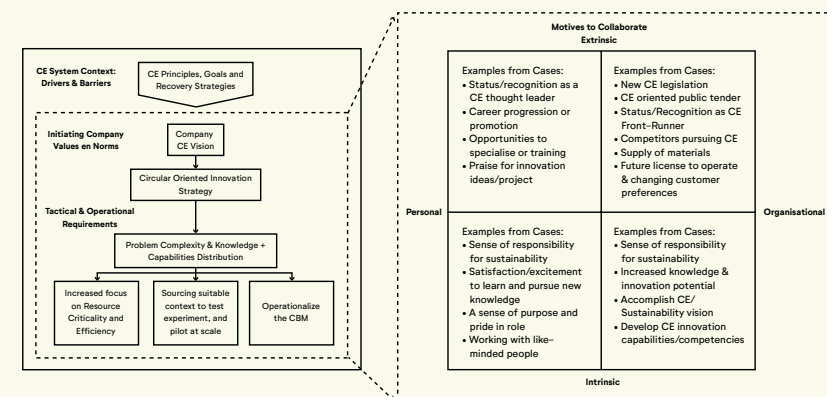 CE System Context:
Drivers & Barriers
CE Principles, Goals and
Recovery Strategies
Initiating Company
Values en Norms
Company
CE Vision
Circular Oriented Innovation
Strategy
Tactical & Operational
Requirements
Problem Complexity & Knowledge +
Capabilities Distribution
Increased focus
on Resource
Criticality and
Efficiency
Sourcing suitable
context to test
experiment, and
pilot at scale
Operationalize
the CBM
Motives to Collaborate
Extrinsic
Examples from Cases:
• Status/recognition as a
CE thought leader
• Career progression or
promotion
• Opportunities to
specialise or training
• Praise for innovation
ideas/project
Examples from Cases:
• New CE legislation
• CE oriented public tender
• Status/Recognition as CE
Front–Runner
• Competitors pursuing CE
• Supply of materials
• Future license to operate
& changing customer
preferences
Personal
Organisational
Examples from Cases:
• Sense of responsibility
for sustainability
• Satisfaction/excitement
to learn and pursue new
knowledge
• A sense of purpose and
pride in role
• Working with like–
minded people
Examples from Cases:
• Sense of responsibility
for sustainability
• Increased knowledge &
innovation potential
• Accomplish CE/
Sustainability vision
• Develop CE innovation
capabilities/competencies
Intrinsic